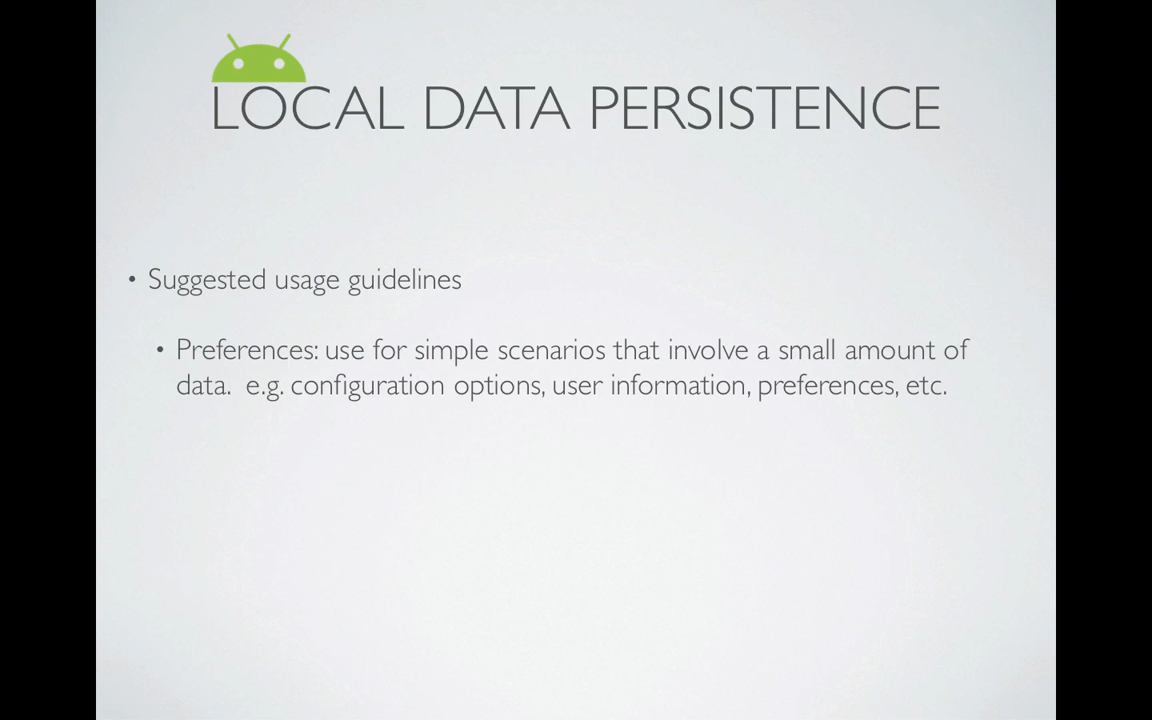 LOCAL DATA PERSISTENCE
• Suggested usage guidelines
• Preferences: use for simple scenarios that involve a small amount of
data.  e.g. configuration options, user information, preferences, etc.